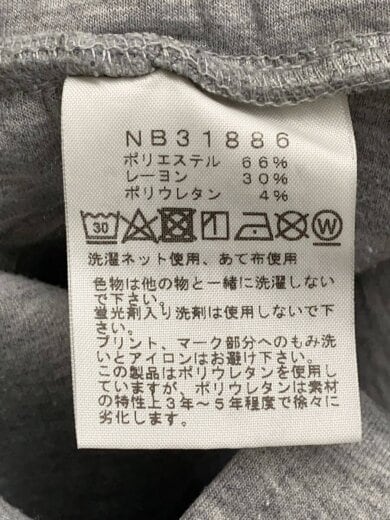 NB31886
ポリエステル 66%
レーヨン 30%
ポリウレタン 4%
30 W
洗濯ネット使用、あて布使用
色物は他の物と一緒に洗濯しない
で下さい。
蛍光剤入り洗剤は使用しないで下
さい。
プリント、マーク部分へのもみ洗
いとアイロンはお避け下さい。
この製品はポリウレタンを使用し
ていますが、ポリウレタンは素材
の特性上3年～5年程度で徐々に
劣化します。